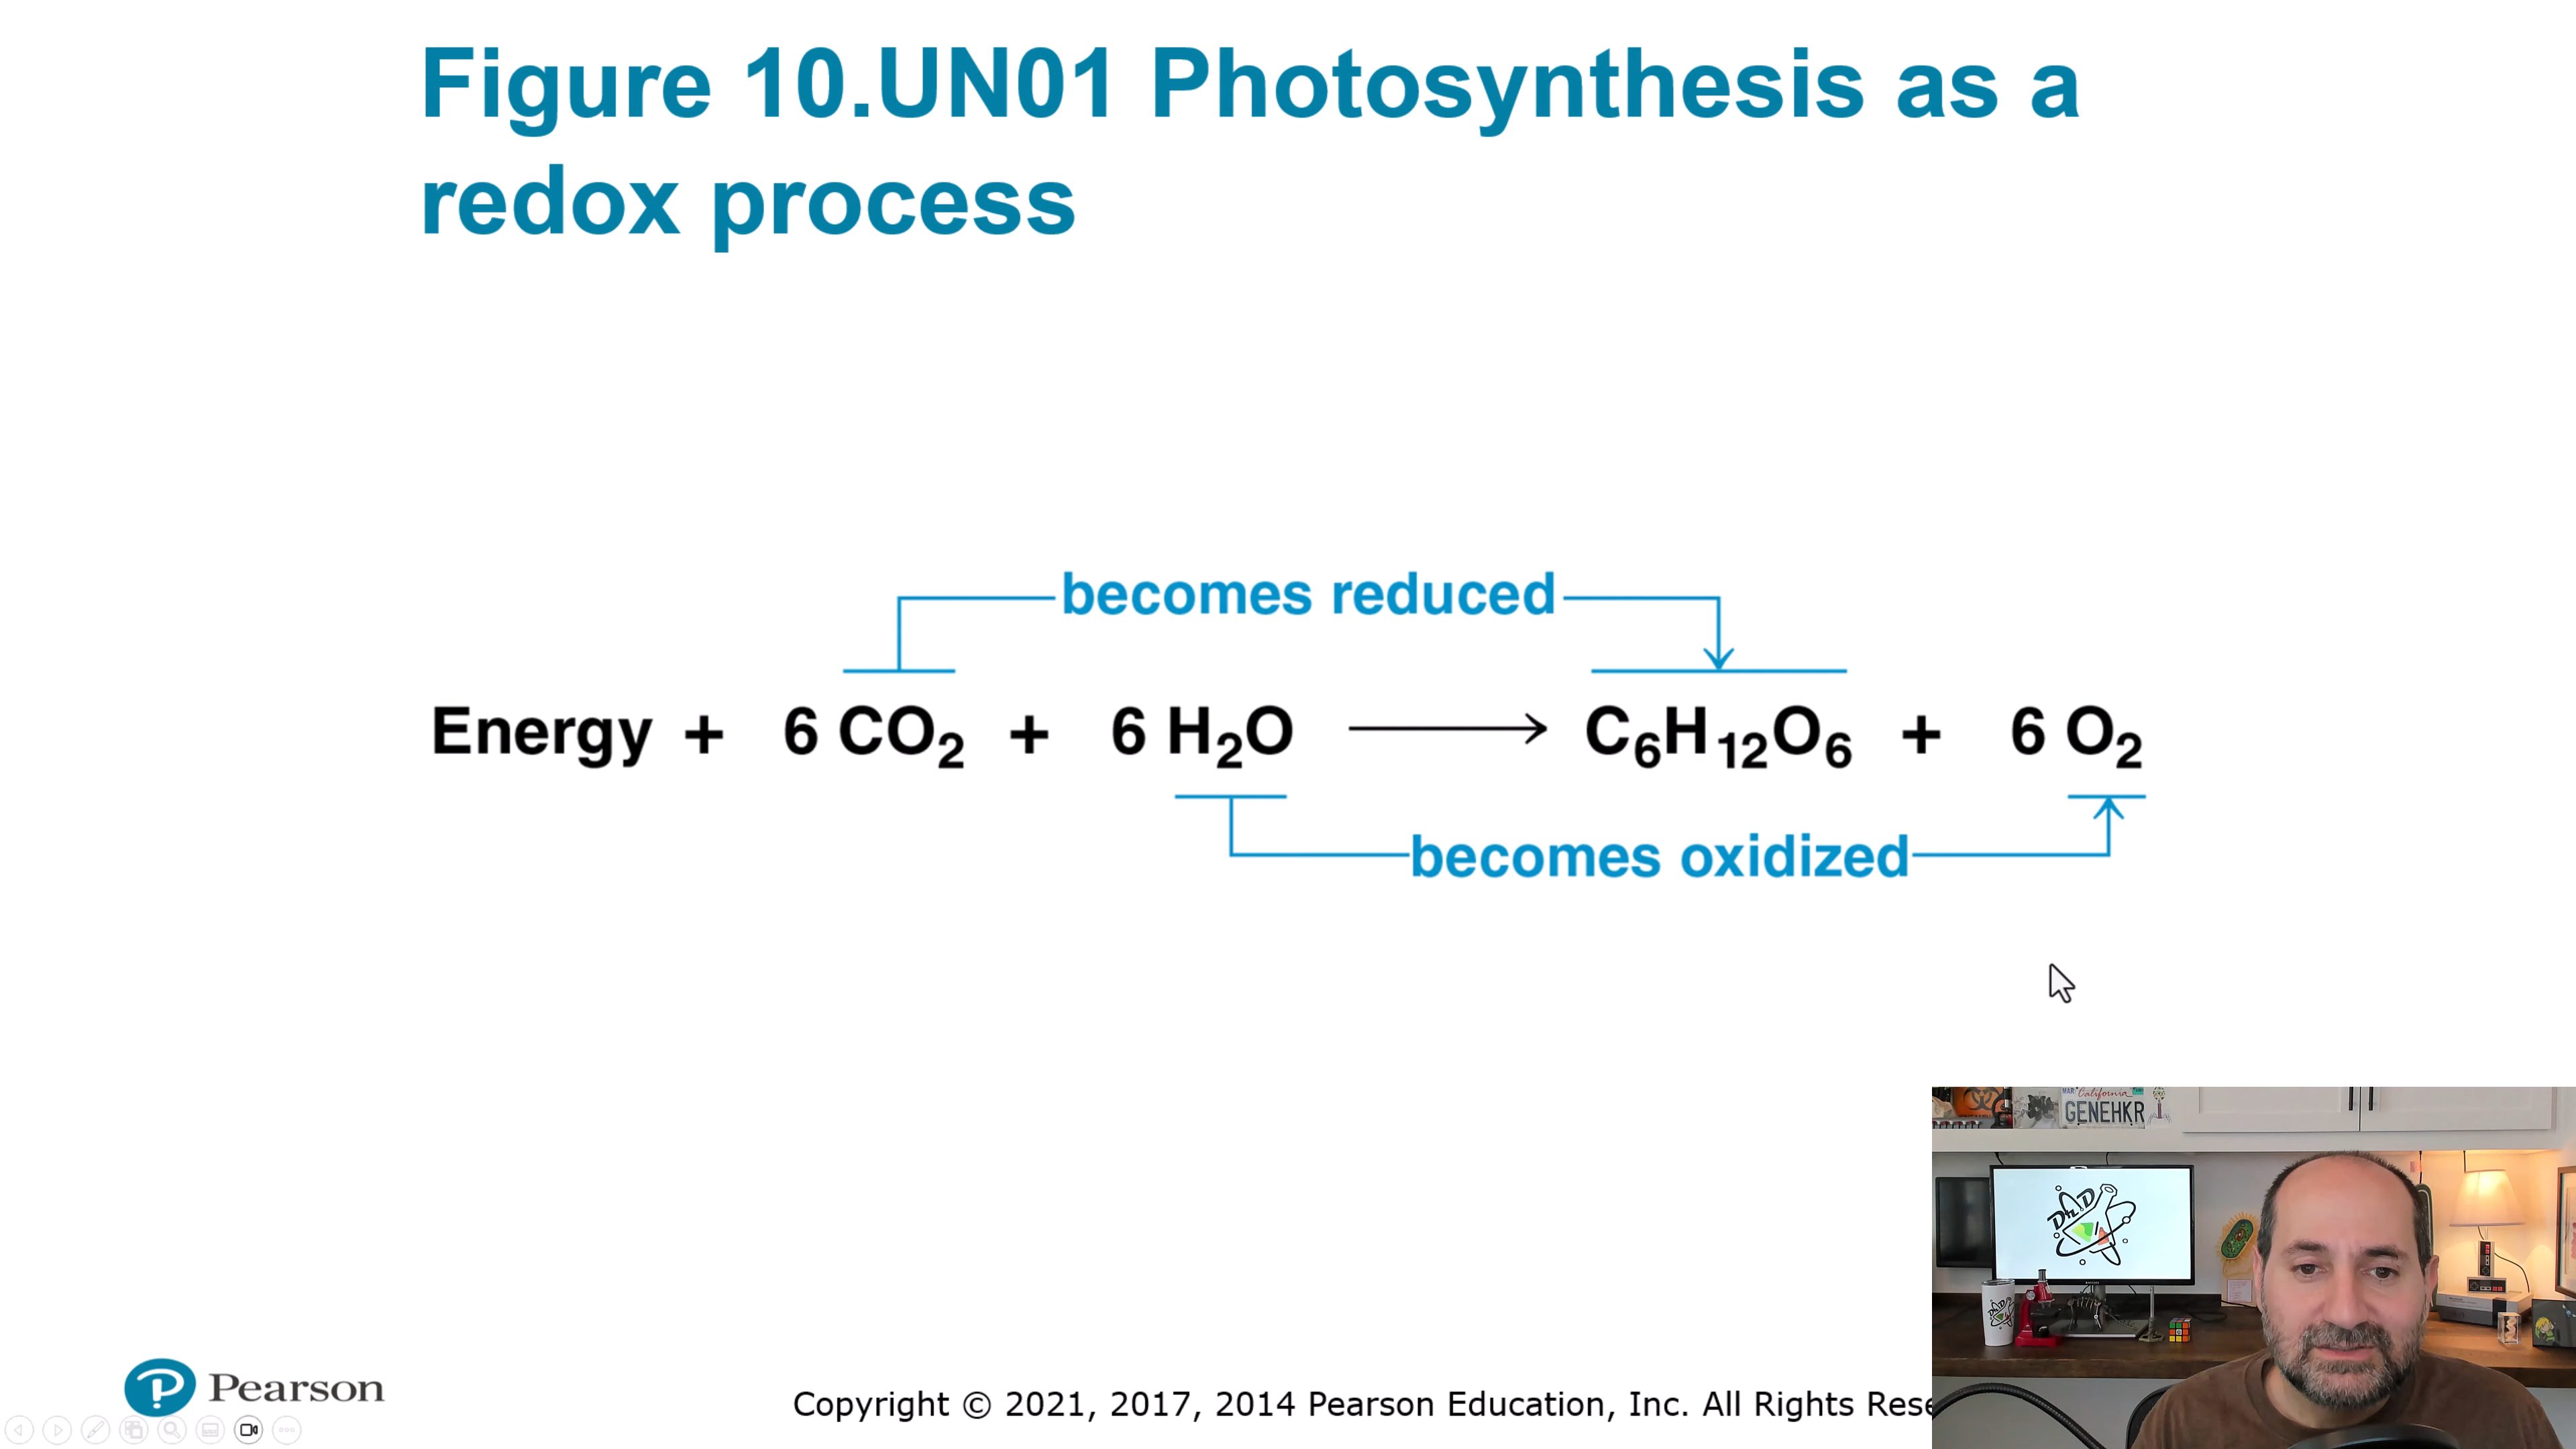 Figure 10.UN01 Photosynthesis as a
redox process
becomes reduced
Energy + 6 CO₂ + 6 H₂O ⟶ C₆H₁₂O₆ + 6 O₂
becomes oxidized
California
GENEHKR
Pearson
Copyright © 2021, 2017, 2014 Pearson Education, Inc. All Rights Rese